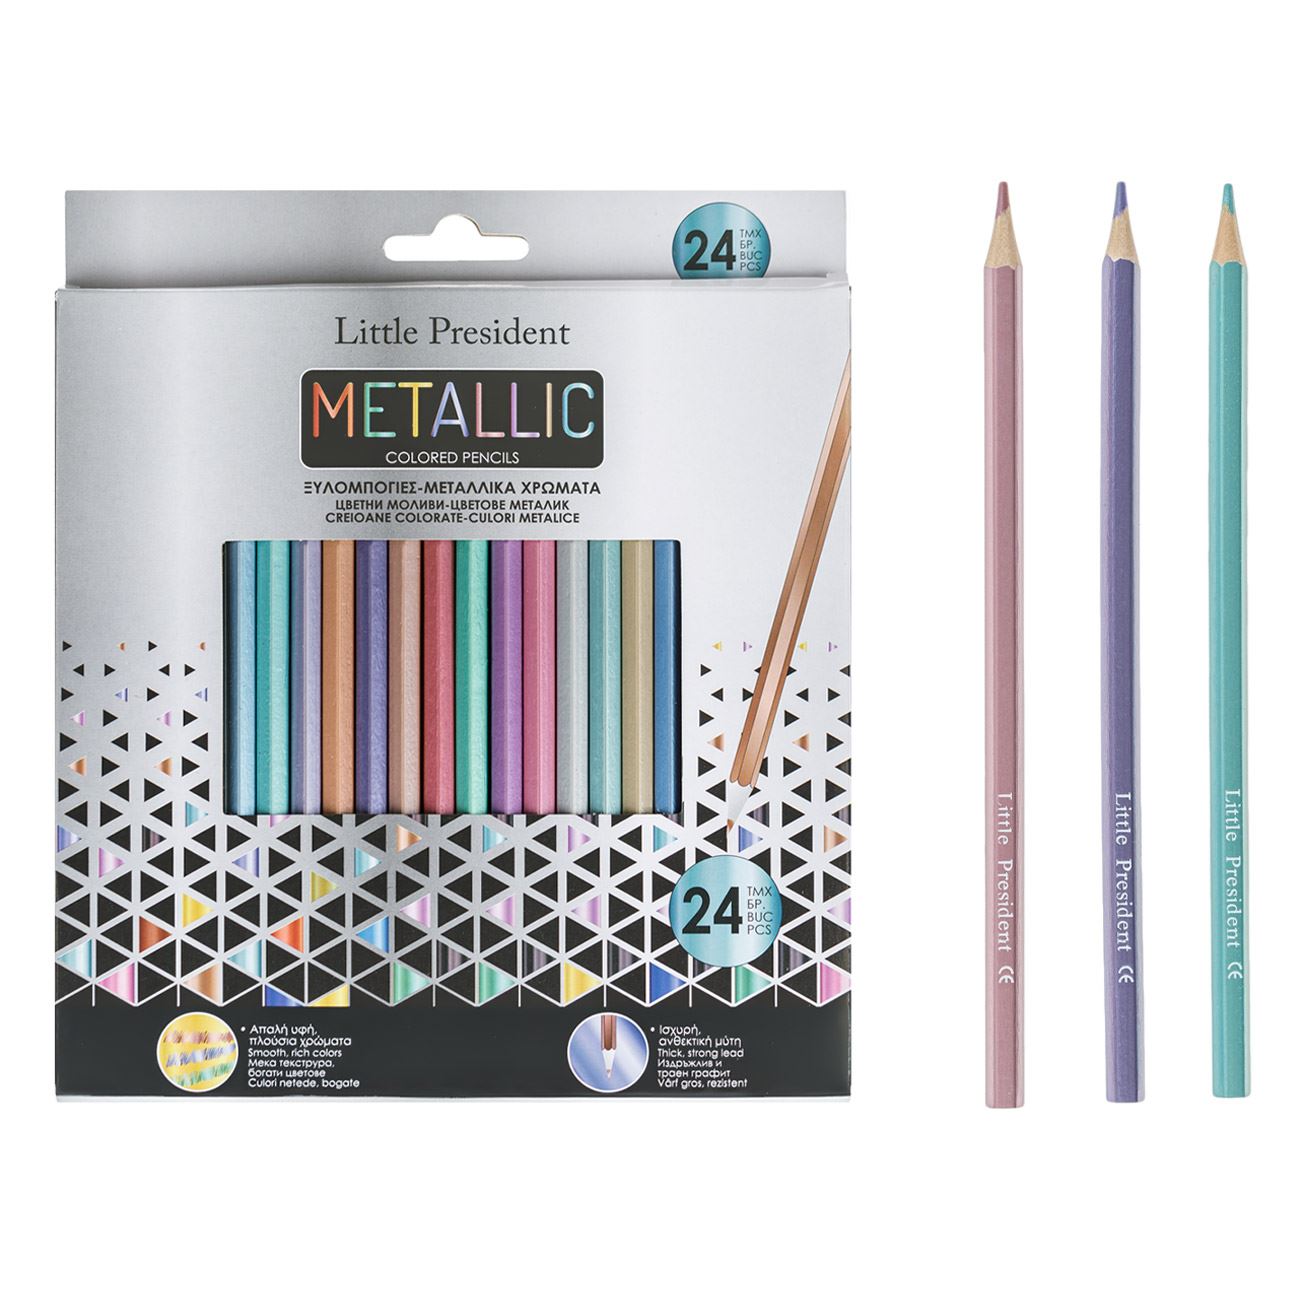 24 ΤΜΧ
БР.
BUC
PCS
Little President
METALLIC
COLORED PENCILS
ΞΥΛΟΜΠΟΓΙΕΣ-ΜΕΤΑΛΛΙΚΑ ΧΡΩΜΑΤΑ
ЦВЕТНИ МОЛИВИ-ЦВЕТОВЕ МЕТАЛИК
CREIOANE COLORATE-CULORI METALICE
24 ΤΜΧ
БР.
BUC
PCS
• Απαλή υφή,
πλούσια χρώματα
Smooth, rich colors
Мека текструра,
богати цветове
Culori netede, bogate
• Ισχυρή,
ανθεκτική μύτη
Thick, strong lead
Издръжлив и
траен графит
Vârf gros, rezistent
Little President CE
Little President CE
Little President CE